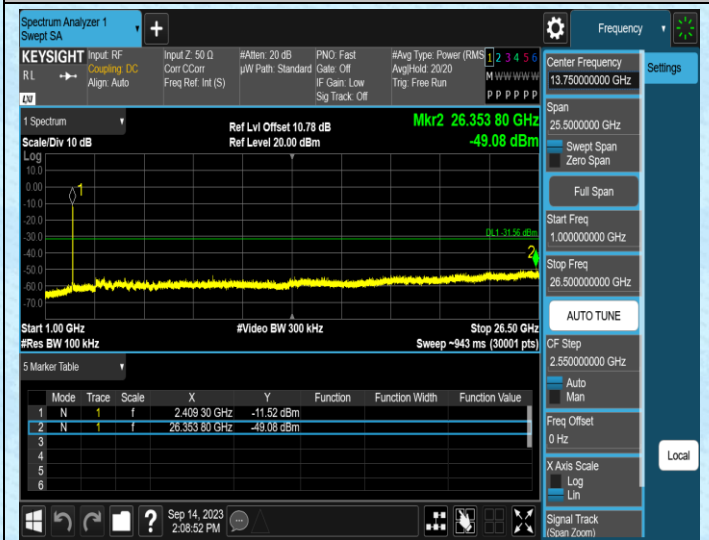 Spectrum Analyzer 1
Swept SA
+
Frequency
KEYSIGHT
RL
LXI
Input: RF
Coupling: DC
Align: Auto
Input Z: 50 Ω
Corr CCorr
Freq Ref: Int (S)
#Atten: 20 dB
µW Path: Standard
PNO: Fast
Gate: Off
IF Gain: Low
Sig Track: Off
#Avg Type: Power (RMS
Avg|Hold: 20/20
Trig: Free Run
1 2 3 4 5 6
M W W W W W
P P P P P P
1 Spectrum
Scale/Div 10 dB
Ref Lvl Offset 10.78 dB
Ref Level 20.00 dBm
Mkr2 26.353 80 GHz
-49.08 dBm
Log
10.0
0.00
-10.0
-20.0
-30.0
-40.0
-50.0
-60.0
-70.0
1
DL1 -31.56 dBm
2
Start 1.00 GHz
#Res BW 100 kHz
#Video BW 300 kHz
Stop 26.50 GHz
Sweep ~943 ms (30001 pts)
5 Marker Table
Mode Trace Scale X Y Function Function Width Function Value
1 N 1 f 2.409 30 GHz -11.52 dBm
2 N 1 f 26.353 80 GHz -49.08 dBm
3
4
5
6
?
Sep 14, 2023
2:08:52 PM
Center Frequency
13.750000000 GHz
Settings
Span
25.5000000 GHz
Swept Span
Zero Span
Full Span
Start Freq
1.000000000 GHz
Stop Freq
26.500000000 GHz
AUTO TUNE
CF Step
2.550000000 GHz
Auto
Man
Freq Offset
0 Hz
X Axis Scale
Log
Lin
Signal Track
(Span Zoom)
Local